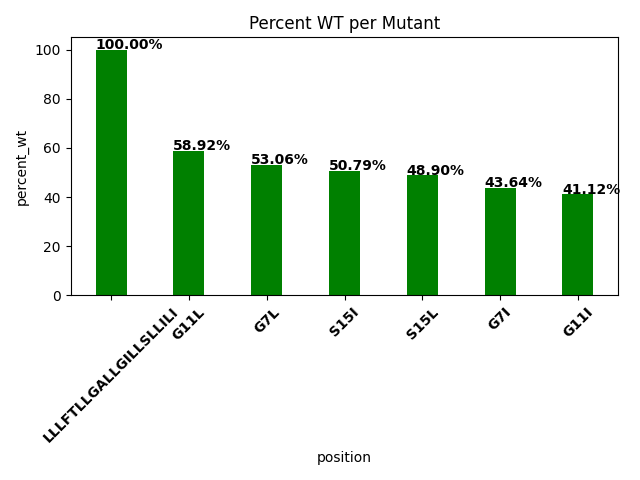 Percent WT per Mutant
percent_wt
100
80
60
40
20
0
100.00%
58.92%
53.06%
50.79%
48.90%
43.64%
41.12%
LLLFTLLGALLGILLSLLILI
G11L
G7L
S15I
S15L
G7I
G11I
position